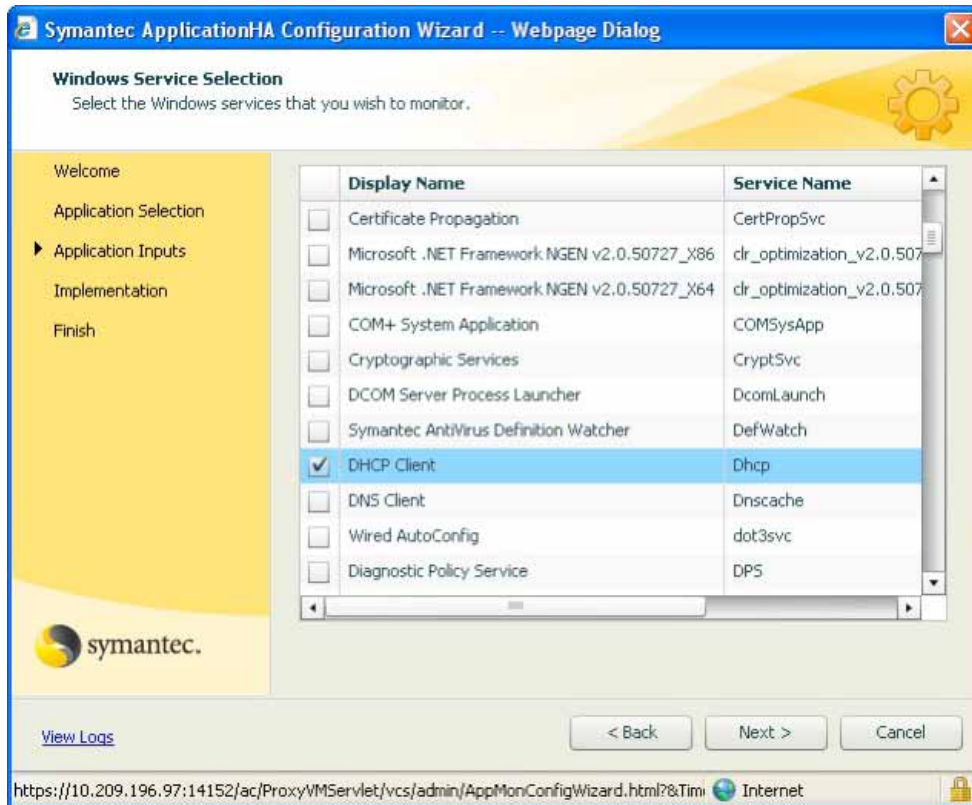 Symantec ApplicationHA Configuration Wizard -- Webpage Dialog
Windows Service Selection
Select the Windows services that you wish to monitor.
Welcome
Application Selection
Application Inputs
Implementation
Finish
Display Name Service Name
Certificate Propagation CertPropSvc
Microsoft .NET Framework NGEN v2.0.50727_X86 clr_optimization_v2.0.507
Microsoft .NET Framework NGEN v2.0.50727_X64 clr_optimization_v2.0.507
COM+ System Application COMSysApp
Cryptographic Services CryptSvc
DCOM Server Process Launcher DcomLaunch
Symantec AntiVirus Definition Watcher DefWatch
DHCP Client Dhcp
DNS Client Dnscache
Wired AutoConfig dot3svc
Diagnostic Policy Service DPS
symantec.
View Logs
< Back Next > Cancel
https://10.209.196.97:14152/ac/ProxyVMServlet/vcs/admin/AppMonConfigWizard.html?&Tim Internet